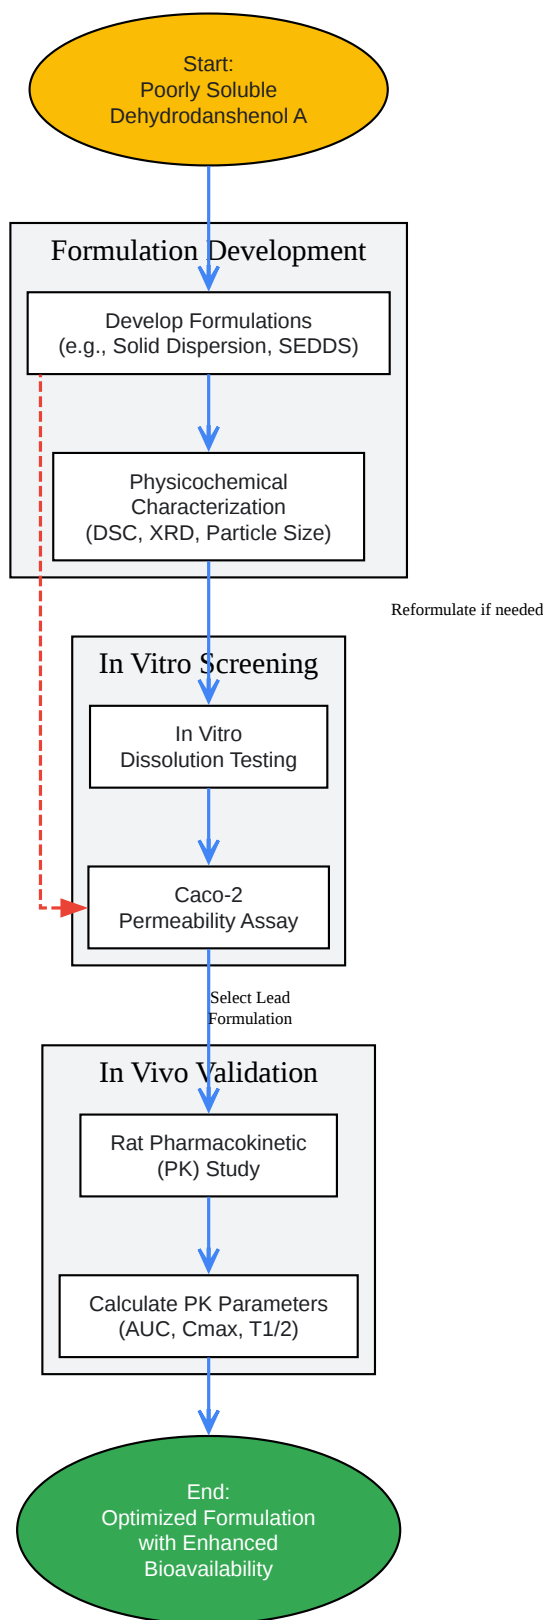 Start:
Poorly Soluble
Dehydrodanshenol A
Formulation Development
Develop Formulations
(e.g., Solid Dispersion, SEDDS)
Physicochemical
Characterization
(DSC, XRD, Particle Size)
Reformulate if needed
In Vitro Screening
In Vitro
Dissolution Testing
Caco-2
Permeability Assay
Select Lead
Formulation
In Vivo Validation
Rat Pharmacokinetic
(PK) Study
Calculate PK Parameters
(AUC, Cmax, T1/2)
End:
Optimized Formulation
with Enhanced
Bioavailability